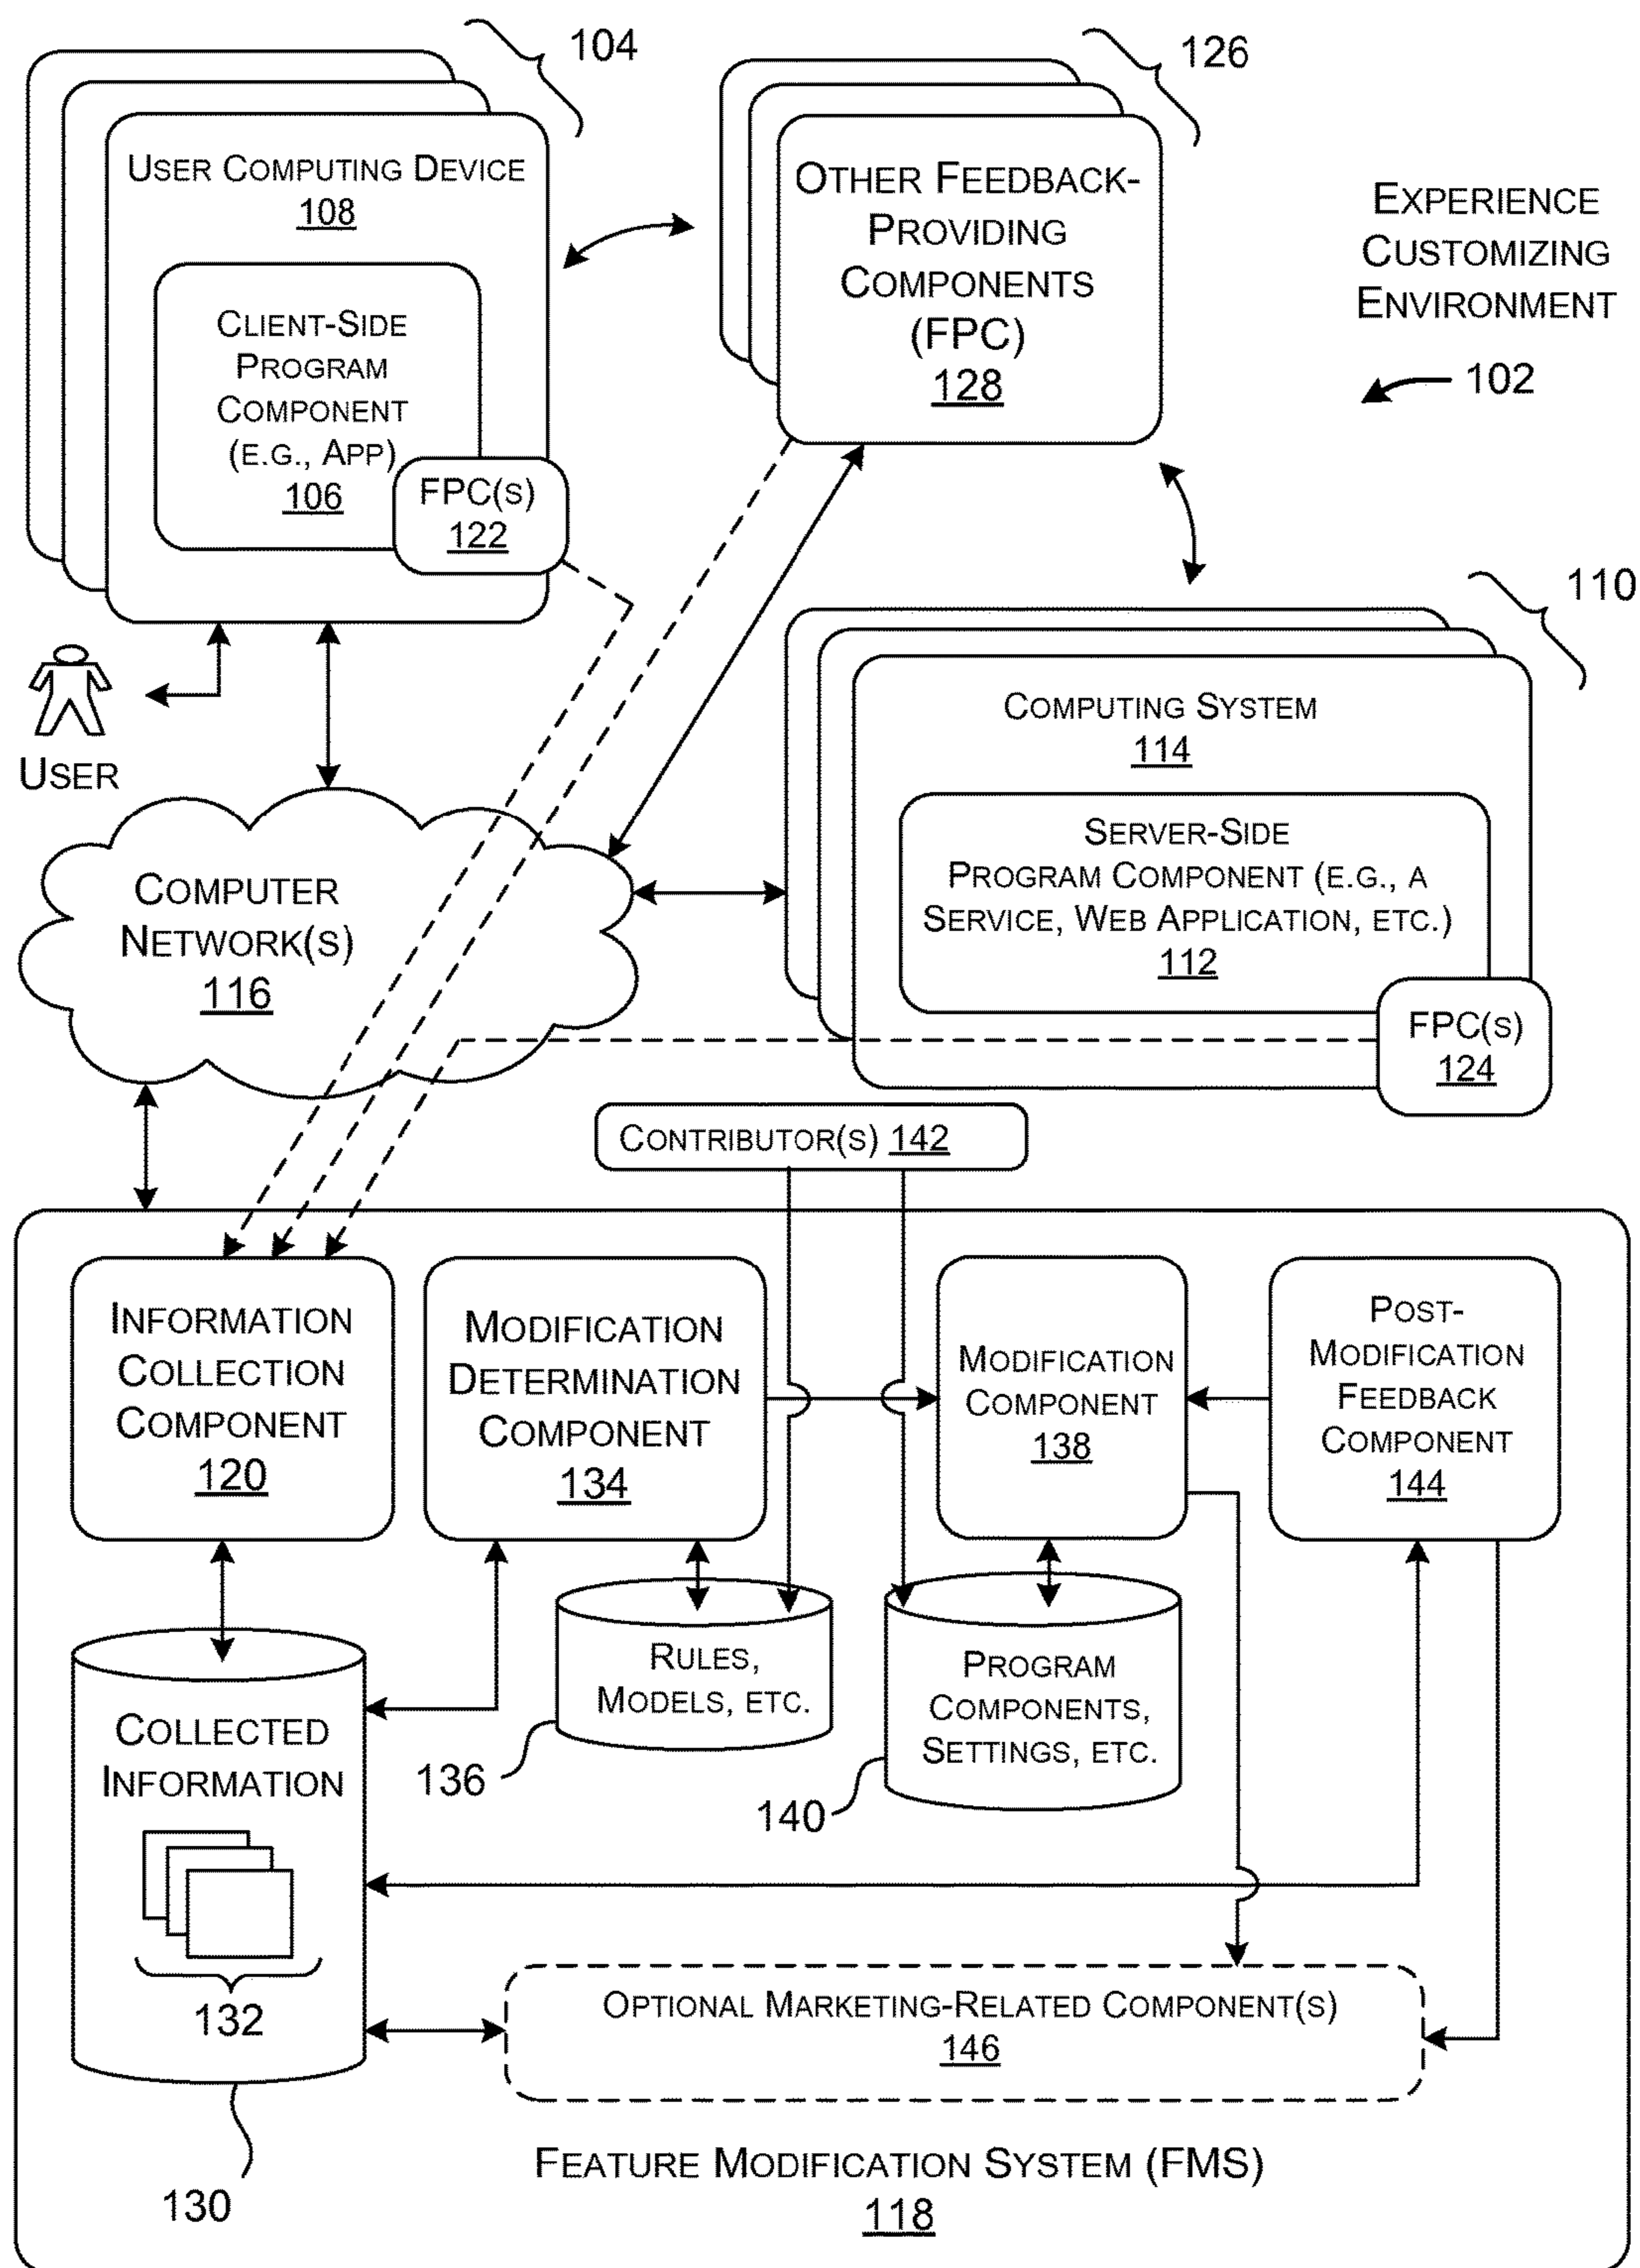 104
126
USER COMPUTING DEVICE
108
OTHER FEEDBACK-
PROVIDING
COMPONENTS
(FPC)
128
EXPERIENCE
CUSTOMIZING
ENVIRONMENT
102
CLIENT-SIDE
PROGRAM
COMPONENT
(E.G., APP)
106
FPC(S)
122
110
USER
COMPUTING SYSTEM
114
SERVER-SIDE
PROGRAM COMPONENT (E.G., A
SERVICE, WEB APPLICATION, ETC.)
112
FPC(S)
124
COMPUTER
NETWORK(S)
116
CONTRIBUTOR(S) 142
INFORMATION
COLLECTION
COMPONENT
120
MODIFICATION
DETERMINATION
COMPONENT
134
MODIFICATION
COMPONENT
138
POST-
MODIFICATION
FEEDBACK
COMPONENT
144
RULES,
MODELS, ETC.
136
PROGRAM
COMPONENTS,
SETTINGS, ETC.
140
COLLECTED
INFORMATION
132
130
OPTIONAL MARKETING-RELATED COMPONENT(S)
146
FEATURE MODIFICATION SYSTEM (FMS)
118